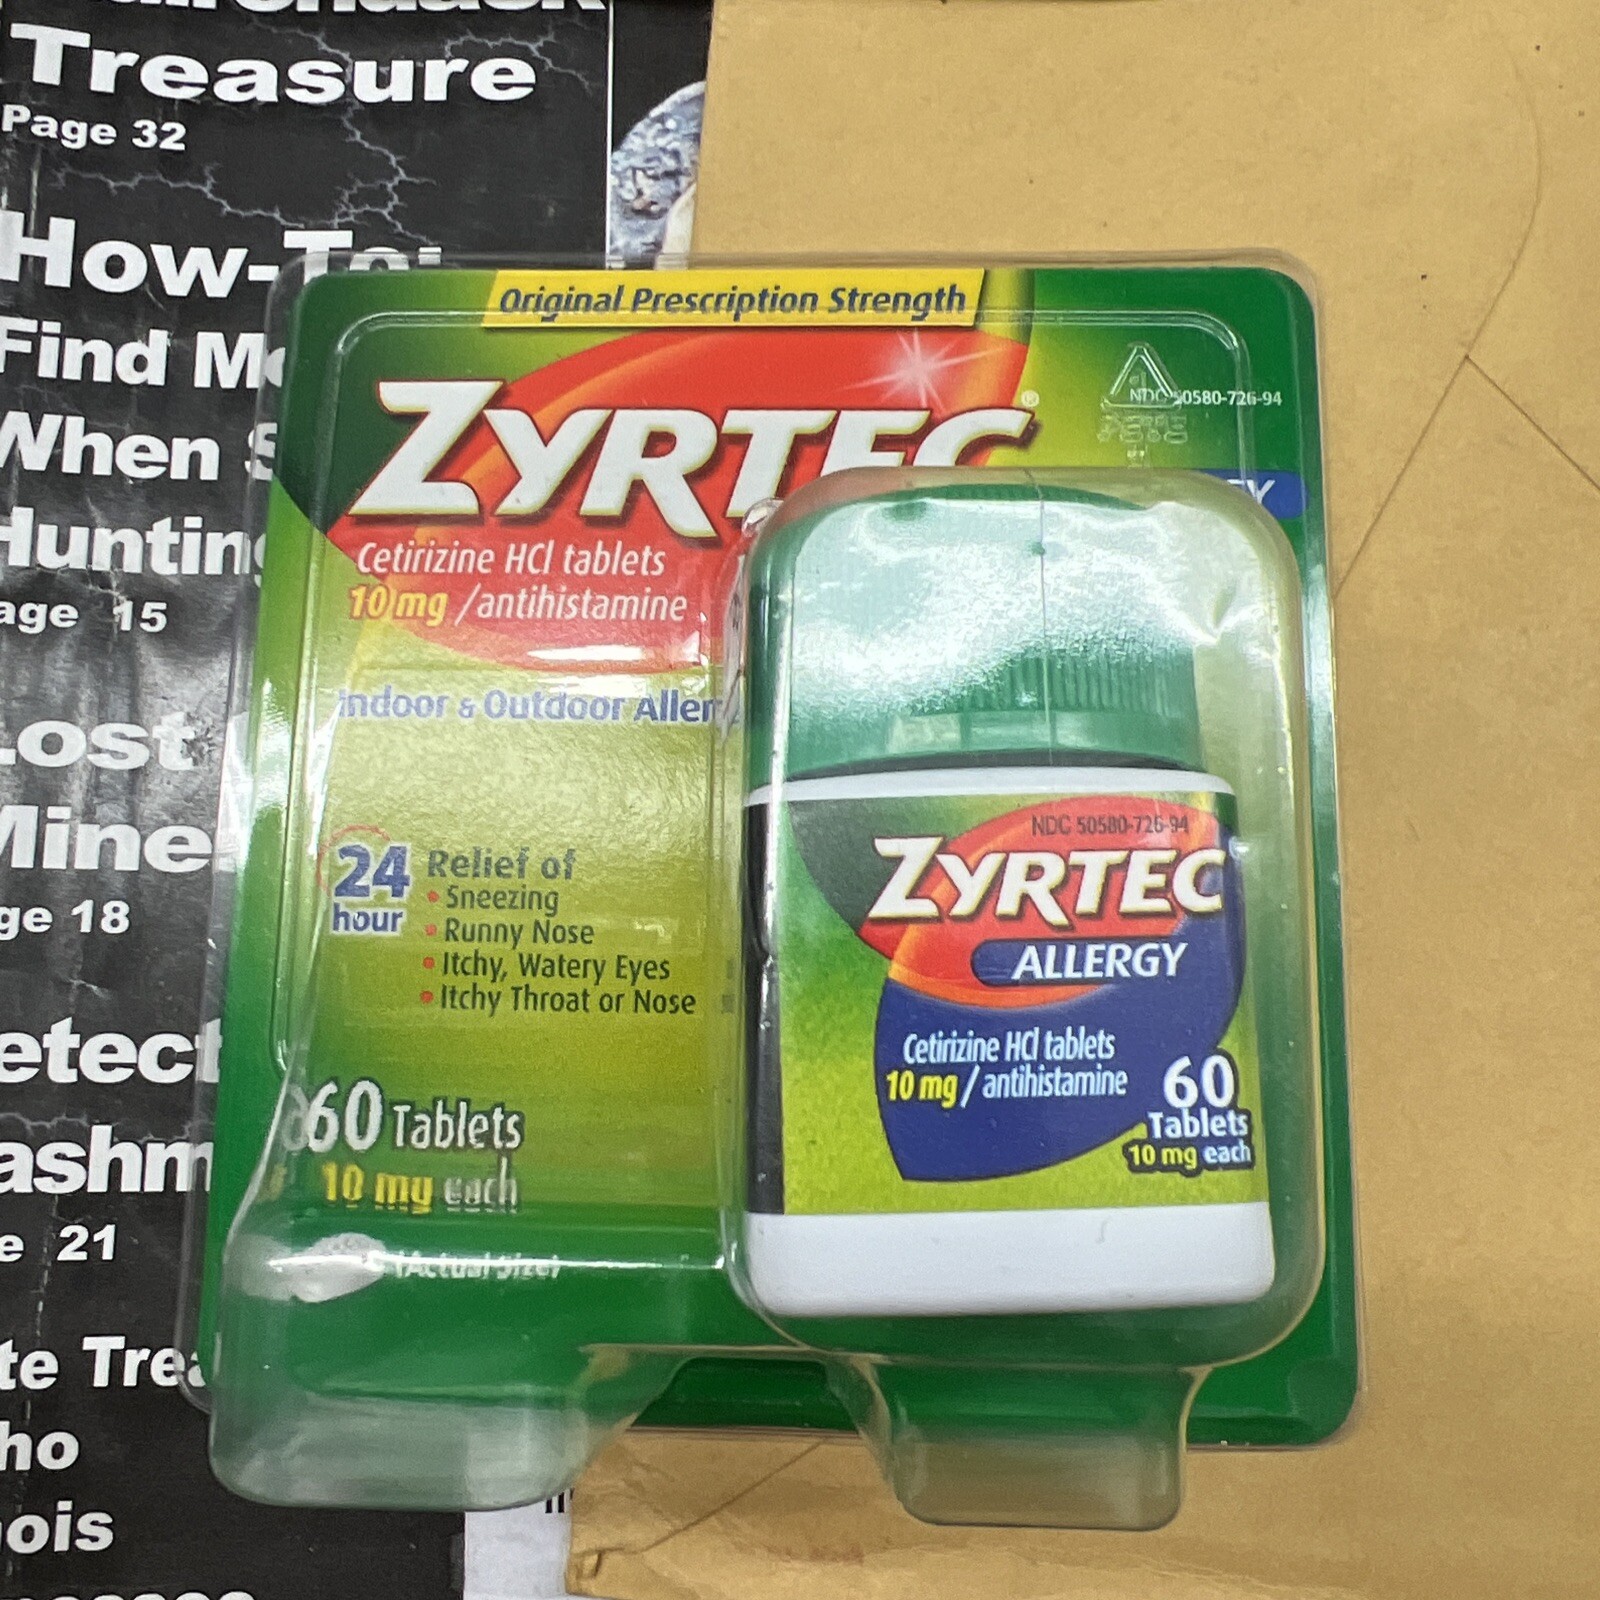 Treasure
Page 32
How-To:
Find Mo
When S
Hunting
age 15
Lost
Mine
ge 18
etect
ashm
e 21
te Trea
ho
ois
Original Prescription Strength
ZYRTEC®
NDC 50580-726-94
Cetirizine HCl tablets
10 mg / antihistamine
Indoor & Outdoor Aller
24 hour
Relief of
• Sneezing
• Runny Nose
• Itchy, Watery Eyes
• Itchy Throat or Nose
60 Tablets
10 mg each
(Actual Size)
NDC 50580-726-94
ZYRTEC®
ALLERGY
Cetirizine HCl tablets
10 mg / antihistamine
60
Tablets
10 mg each